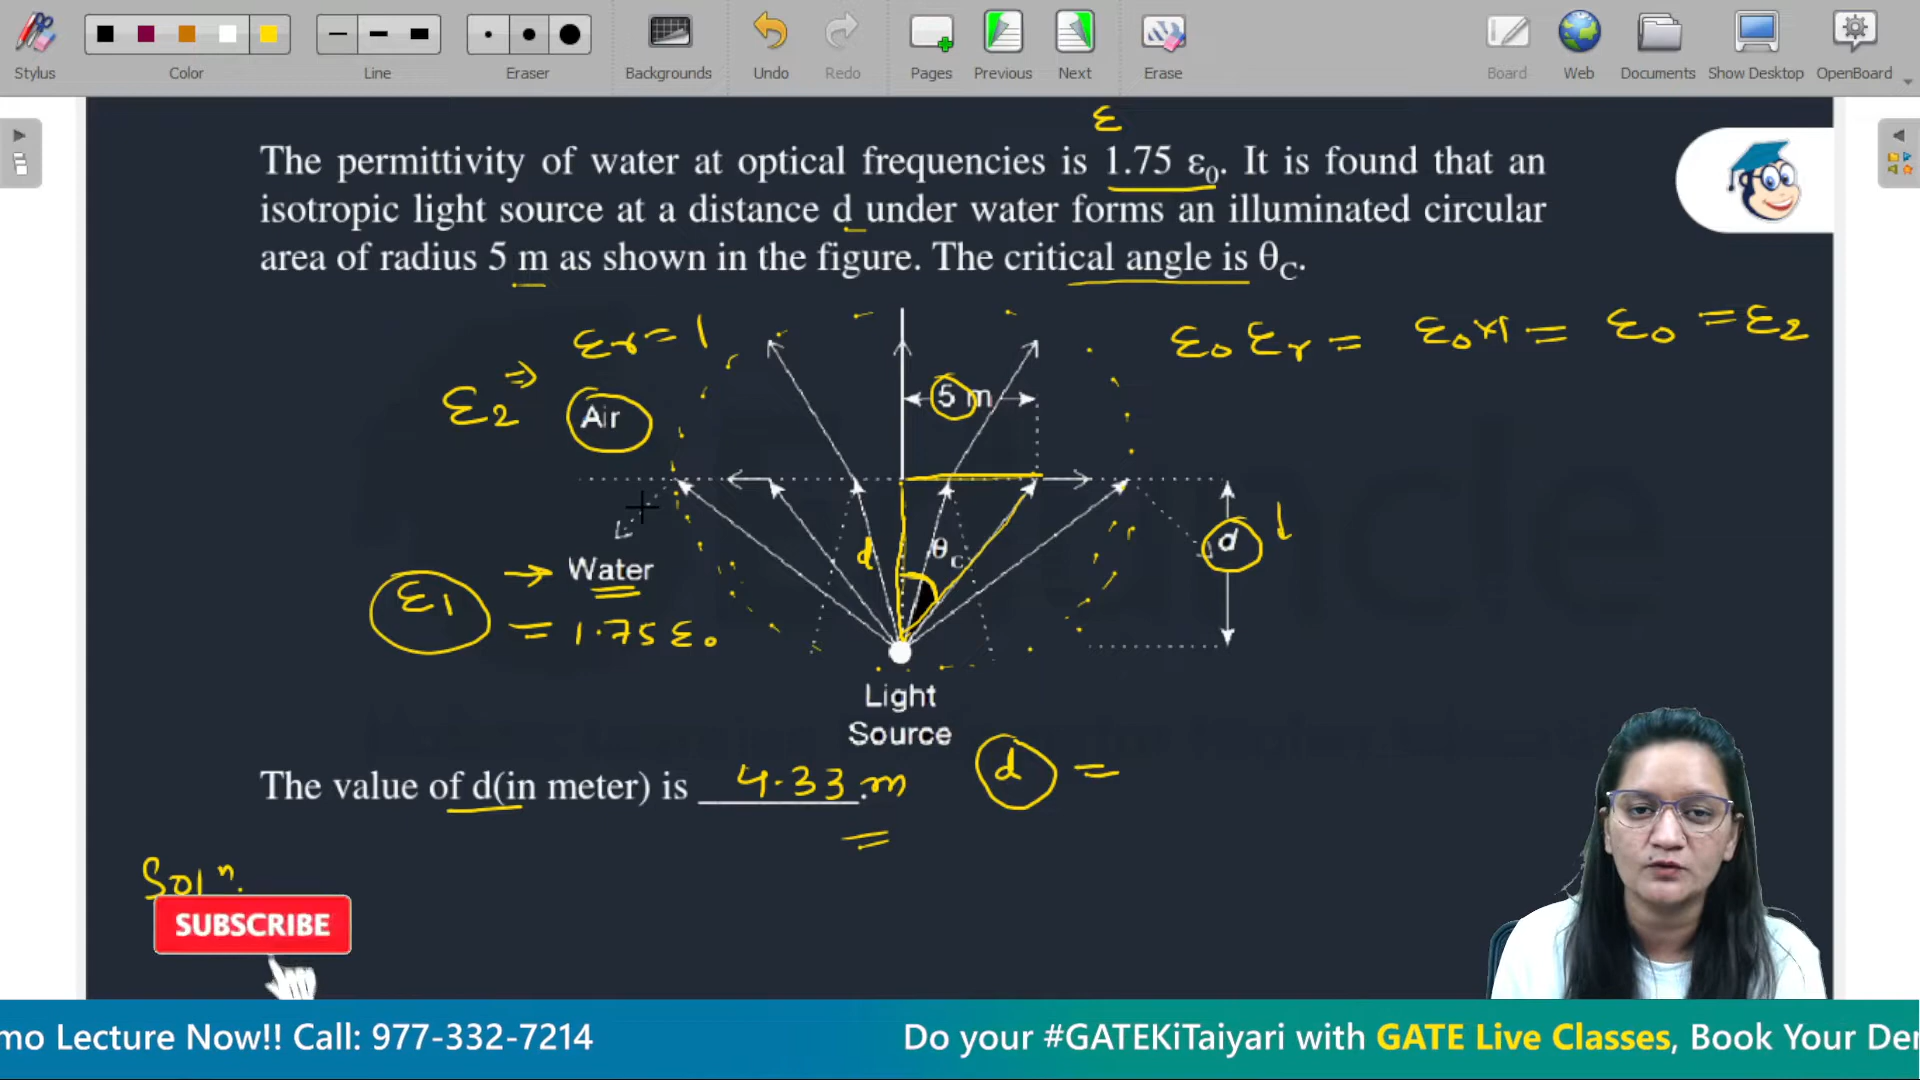 Stylus
Color
Line
Eraser
Backgrounds
Undo
Redo
Pages
Previous
Next
Erase
Board
Web
Documents
Show Desktop
OpenBoard
ε
The permittivity of water at optical frequencies is 1.75 ε₀. It is found that an
isotropic light source at a distance d under water forms an illuminated circular
area of radius 5 m as shown in the figure. The critical angle is θC.
εr = 1
ε0 εr = ε0 × 1 = ε0 = ε2
ε2 ⇒ Air
5 m
d
θC
d
ε1 → Water
= 1.75 ε0
Light
Source
The value of d(in meter) is 4.33 m.
d =
Solⁿ.
SUBSCRIBE
mo Lecture Now!! Call: 977-332-7214
Do your #GATEKiTaiyari with GATE Live Classes, Book Your Der